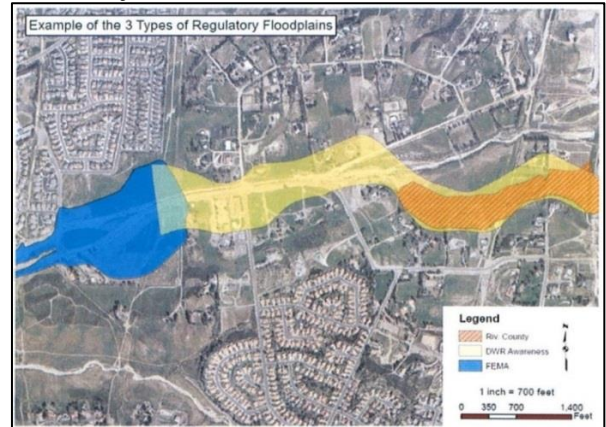 Example of the 3 Types of Regulatory Floodplains
Legend
Riv. County
DWR Awareness
FEMA
N
1 inch = 700 feet
0 350 700 1,400
Feet